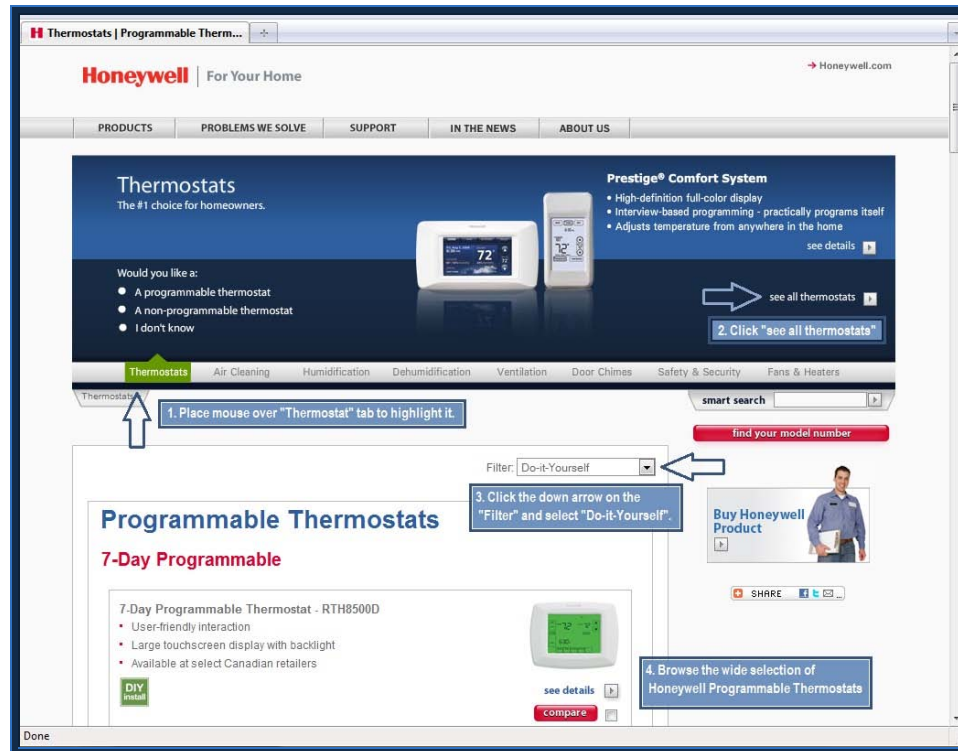 Thermostats | Programmable Therm...
Honeywell | For Your Home
Honeywell.com
PRODUCTS
PROBLEMS WE SOLVE
SUPPORT
IN THE NEWS
ABOUT US
Thermostats
The #1 choice for homeowners.
Prestige® Comfort System
• High-definition full-color display
• Interview-based programming - practically programs itself
• Adjusts temperature from anywhere in the home
see details
72°
72°
Would you like a:
A programmable thermostat
A non-programmable thermostat
I don't know
see all thermostats
2. Click "see all thermostats"
Thermostats
Air Cleaning
Humidification
Dehumidification
Ventilation
Door Chimes
Safety & Security
Fans & Heaters
Thermostats
1. Place mouse over "Thermostat" tab to highlight it.
smart search
find your model number
Filter: Do-it-Yourself
3. Click the down arrow on the
"Filter" and select "Do-it-Yourself".
Programmable Thermostats
7-Day Programmable
Buy Honeywell
Product
SHARE
7-Day Programmable Thermostat - RTH8500D
User-friendly interaction
Large touchscreen display with backlight
Available at select Canadian retailers
DIY
install
see details
compare
4. Browse the wide selection of
Honeywell Programmable Thermostats
Done